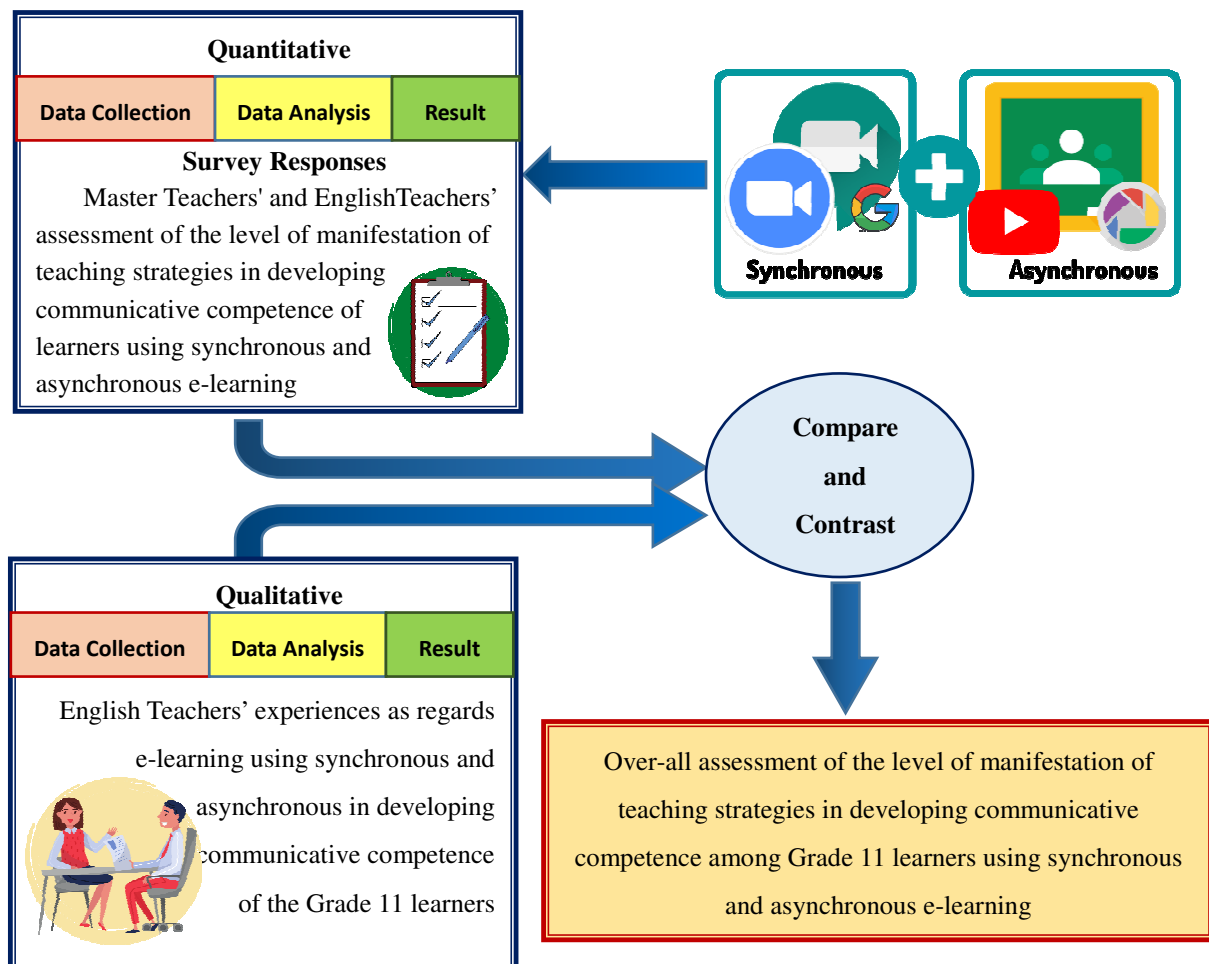 Quantitative
Data Collection Data Analysis Result
Survey Responses
Master Teachers' and EnglishTeachers’
assessment of the level of manifestation of
teaching strategies in developing
communicative competence of
learners using synchronous and
asynchronous e-learning
Synchronous
Asynchronous
Compare
and
Contrast
Qualitative
Data Collection Data Analysis Result
English Teachers’ experiences as regards
e-learning using synchronous and
asynchronous in developing
communicative competence
of the Grade 11 learners
Over-all assessment of the level of manifestation of
teaching strategies in developing communicative
competence among Grade 11 learners using synchronous
and asynchronous e-learning